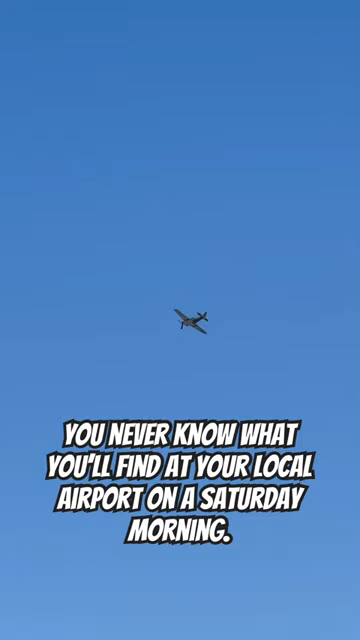 YOU NEVER KNOW WHAT
YOU'LL FIND AT YOUR LOCAL
AIRPORT ON A SATURDAY
MORNING.